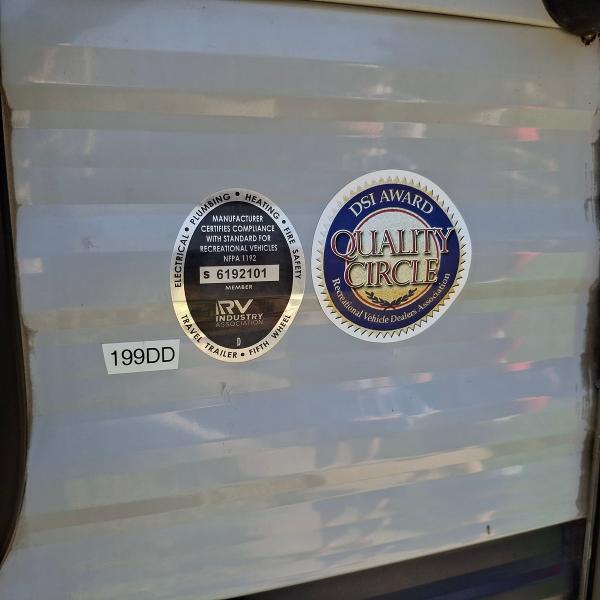 ELECTRICAL • PLUMBING • HEATING • FIRE SAFETY
MANUFACTURER
CERTIFIES COMPLIANCE
WITH STANDARD FOR
RECREATIONAL VEHICLES
NFPA 1192
S 6192101
MEMBER
RV
INDUSTRY
ASSOCIATION
D
TRAVEL TRAILER • FIFTH WHEEL
DSI AWARD
QUALITY
CIRCLE
Recreational Vehicle Dealers Association
199DD